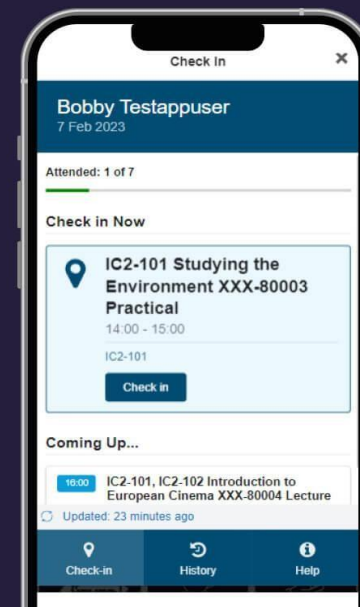 Check In
Bobby Testappuser
7 Feb 2023
Attended: 1 of 7
Check in Now
IC2-101 Studying the
Environment XXX-80003
Practical
14:00 - 15:00
IC2-101
Check in
Coming Up...
16:00
IC2-101, IC2-102 Introduction to
European Cinema XXX-80004 Lecture
Updated: 23 minutes ago
Check-in
History
Help